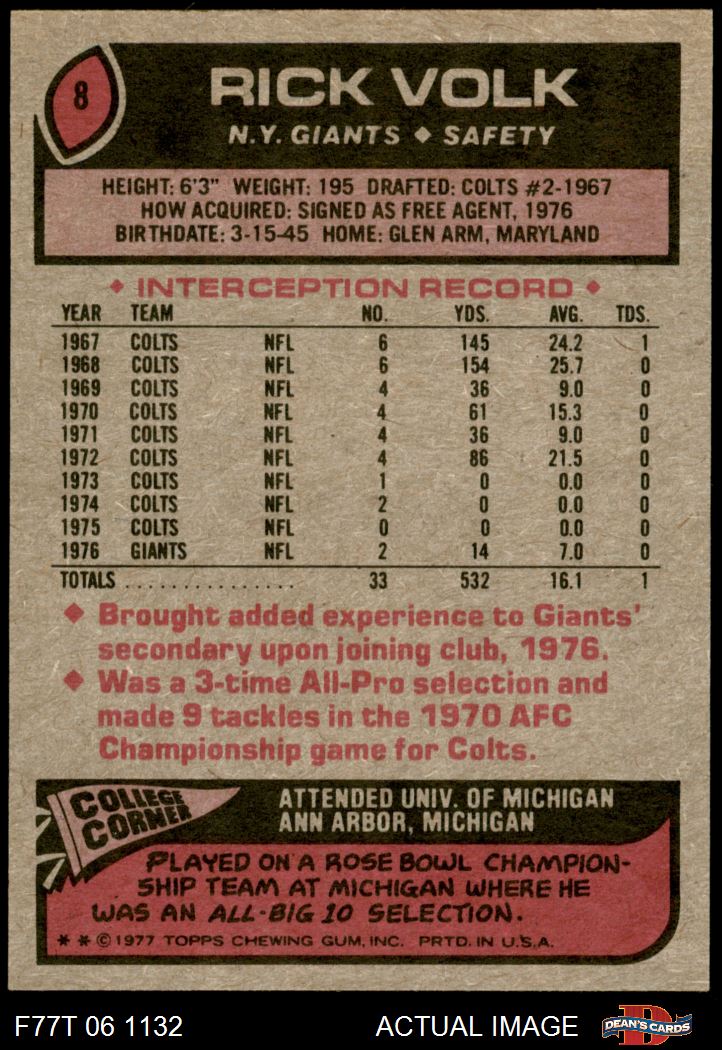 8
RICK VOLK
N.Y. GIANTS ◆ SAFETY
HEIGHT: 6'3" WEIGHT: 195 DRAFTED: COLTS #2-1967
HOW ACQUIRED: SIGNED AS FREE AGENT, 1976
BIRTHDATE: 3-15-45 HOME: GLEN ARM, MARYLAND
◆ INTERCEPTION RECORD ◆
YEAR TEAM NO. YDS. AVG. TDS.
1967 COLTS NFL 6 145 24.2 1
1968 COLTS NFL 6 154 25.7 0
1969 COLTS NFL 4 36 9.0 0
1970 COLTS NFL 4 61 15.3 0
1971 COLTS NFL 4 36 9.0 0
1972 COLTS NFL 4 86 21.5 0
1973 COLTS NFL 1 0 0.0 0
1974 COLTS NFL 2 0 0.0 0
1975 COLTS NFL 0 0 0.0 0
1976 GIANTS NFL 2 14 7.0 0
TOTALS ............... 33 532 16.1 1
◆ Brought added experience to Giants'
secondary upon joining club, 1976.
◆ Was a 3-time All-Pro selection and
made 9 tackles in the 1970 AFC
Championship game for Colts.
COLLEGE
CORNER
ATTENDED UNIV. OF MICHIGAN
ANN ARBOR, MICHIGAN
PLAYED ON A ROSE BOWL CHAMPION-
SHIP TEAM AT MICHIGAN WHERE HE
WAS AN ALL-BIG 10 SELECTION.
* * © 1977 TOPPS CHEWING GUM, INC. PRTD. IN U.S.A.
F77T 06 1132 ACTUAL IMAGE D DEAN'S CARDS